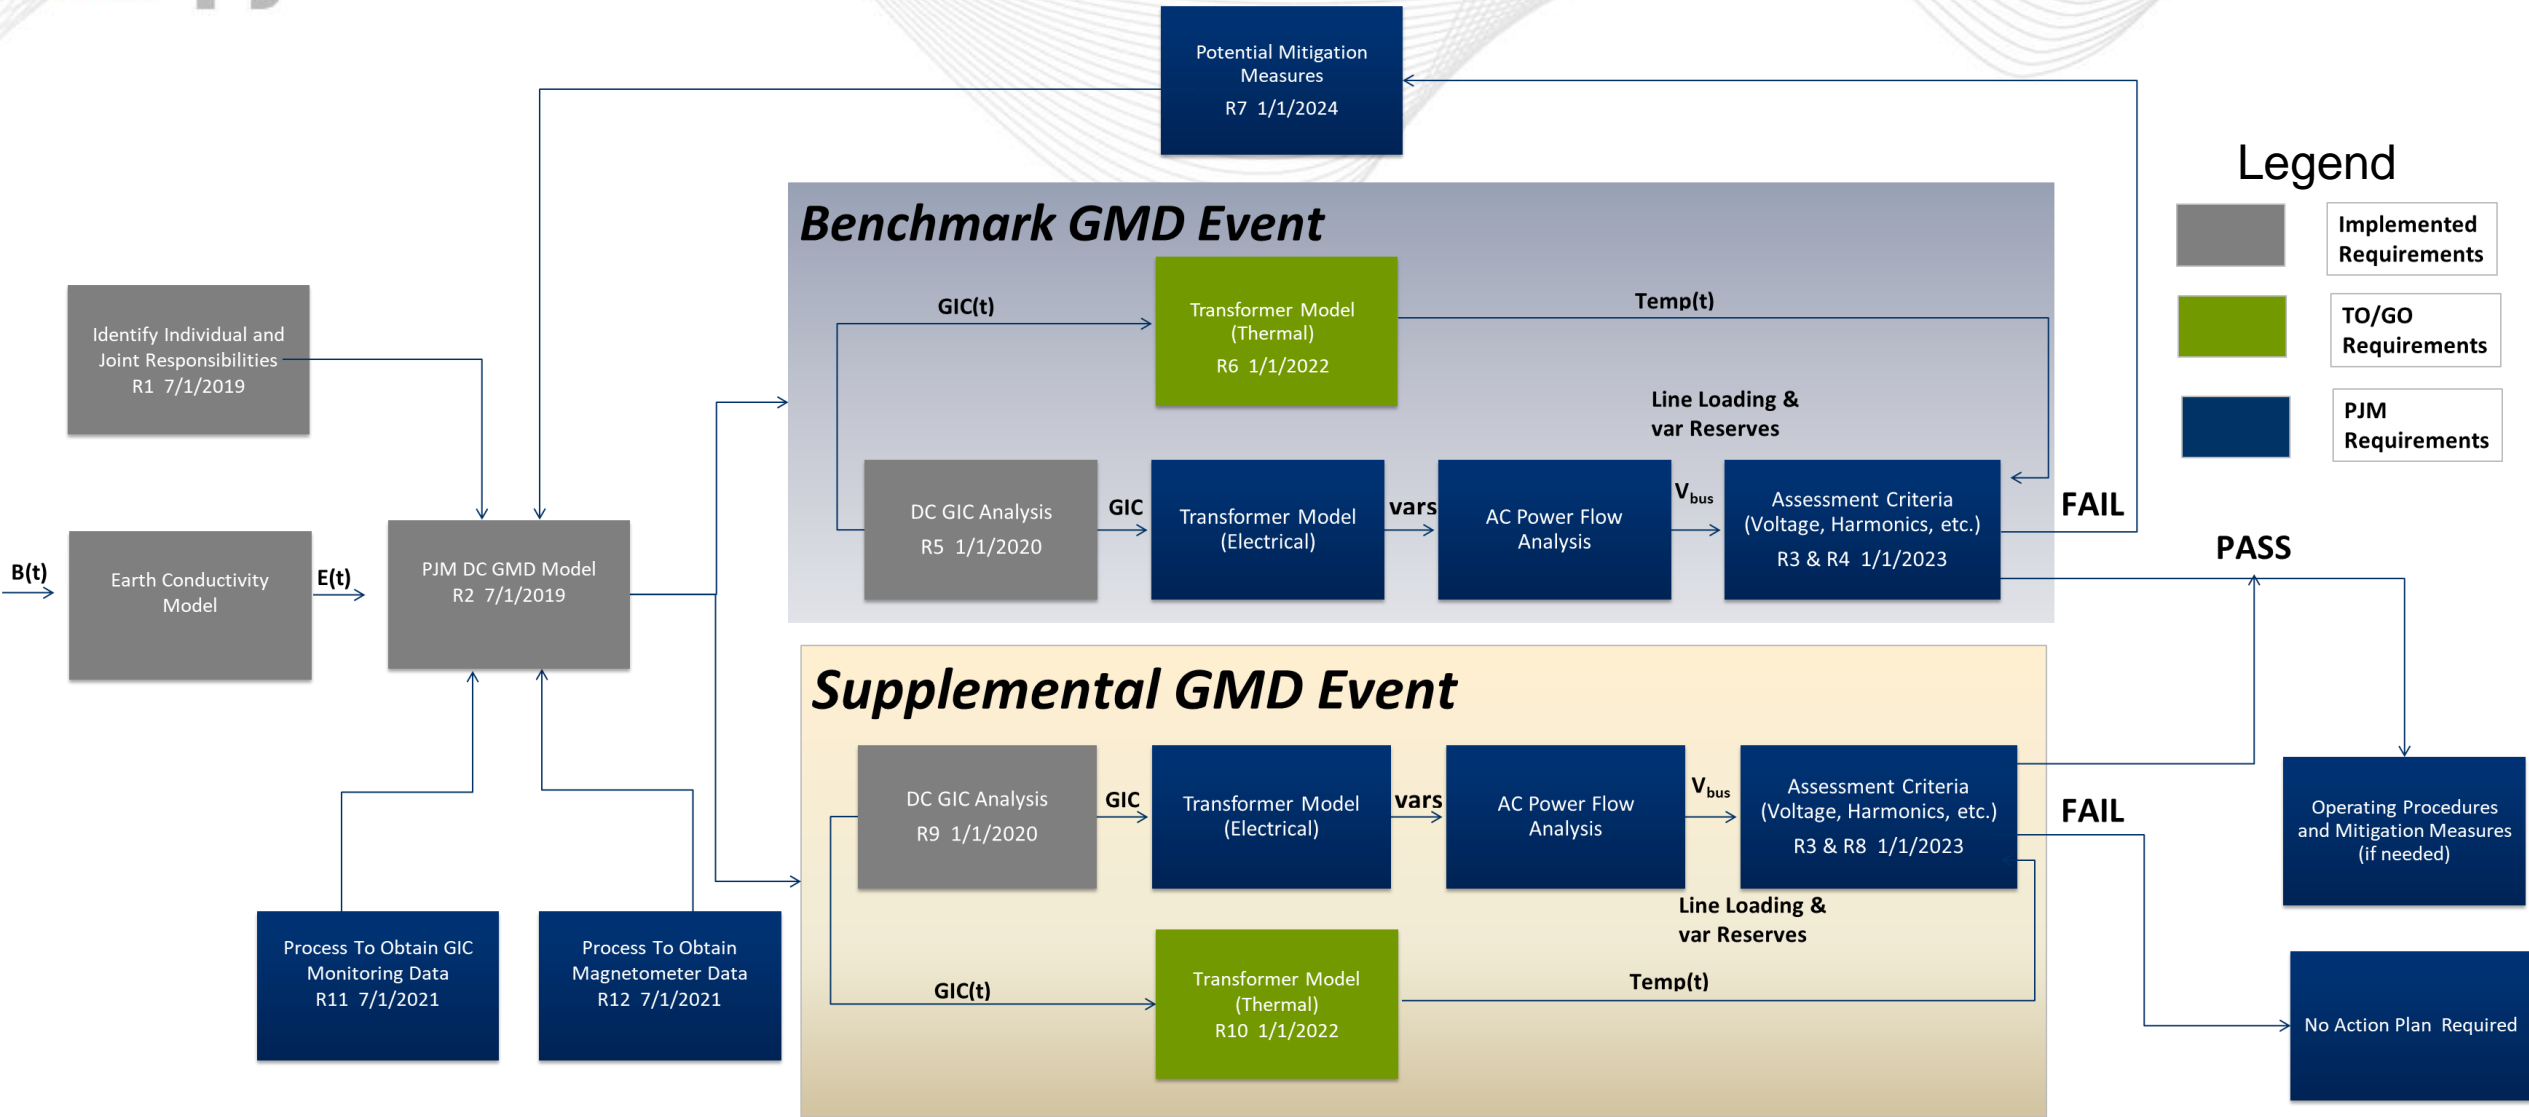 Potential Mitigation
Measures
R7 1/1/2024
Legend
Implemented
Requirements
TO/GO
Requirements
PJM
Requirements
Benchmark GMD Event
GIC(t)
Transformer Model
(Thermal)
R6 1/1/2022
Temp(t)
Line Loading &
var Reserves
Identify Individual and
Joint Responsibilities
R1 7/1/2019
B(t)
Earth Conductivity
Model
E(t)
PJM DC GMD Model
R2 7/1/2019
DC GIC Analysis
R5 1/1/2020
GIC
Transformer Model
(Electrical)
vars
AC Power Flow
Analysis
Vbus
Assessment Criteria
(Voltage, Harmonics, etc.)
R3 & R4 1/1/2023
FAIL
PASS
Supplemental GMD Event
DC GIC Analysis
R9 1/1/2020
GIC
Transformer Model
(Electrical)
vars
AC Power Flow
Analysis
Vbus
Assessment Criteria
(Voltage, Harmonics, etc.)
R3 & R8 1/1/2023
FAIL
Operating Procedures
and Mitigation Measures
(if needed)
Line Loading &
var Reserves
GIC(t)
Transformer Model
(Thermal)
R10 1/1/2022
Temp(t)
Process To Obtain GIC
Monitoring Data
R11 7/1/2021
Process To Obtain
Magnetometer Data
R12 7/1/2021
No Action Plan Required